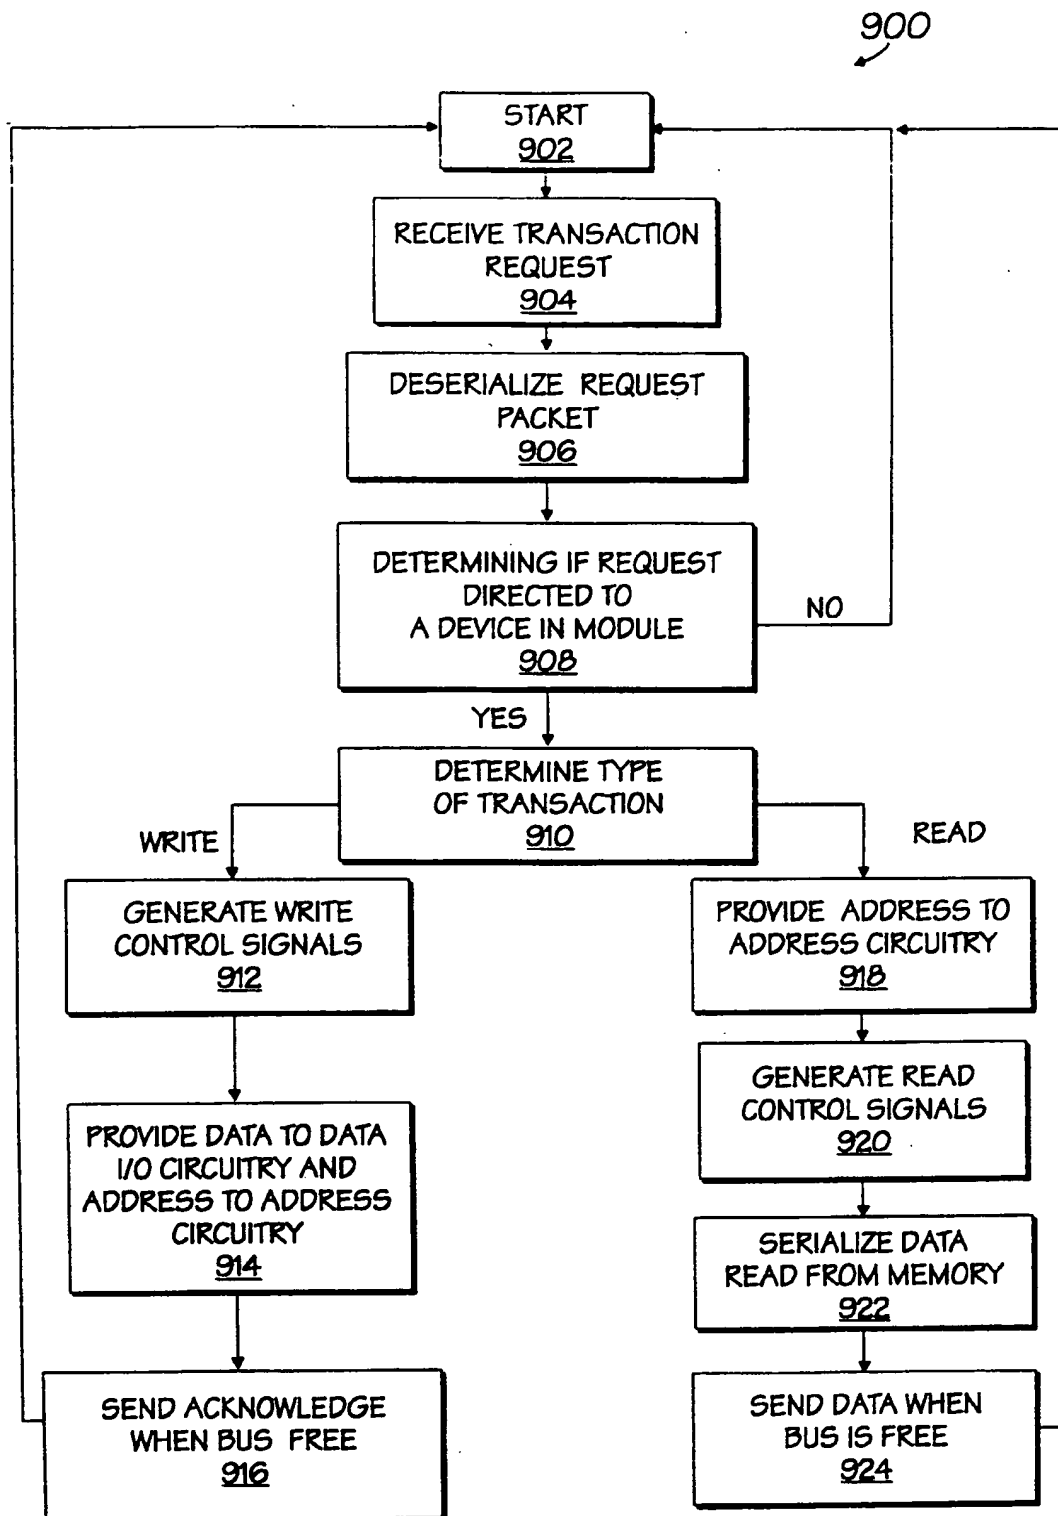 900
START
902
RECEIVE TRANSACTION
REQUEST
904
DESERIALIZE REQUEST
PACKET
906
DETERMINING IF REQUEST
DIRECTED TO
A DEVICE IN MODULE
908
NO
YES
DETERMINE TYPE
OF TRANSACTION
910
WRITE
READ
GENERATE WRITE
CONTROL SIGNALS
912
PROVIDE DATA TO DATA
I/O CIRCUITRY AND
ADDRESS TO ADDRESS
CIRCUITRY
914
SEND ACKNOWLEDGE
WHEN BUS FREE
916
PROVIDE ADDRESS TO
ADDRESS CIRCUITRY
918
GENERATE READ
CONTROL SIGNALS
920
SERIALIZE DATA
READ FROM MEMORY
922
SEND DATA WHEN
BUS IS FREE
924